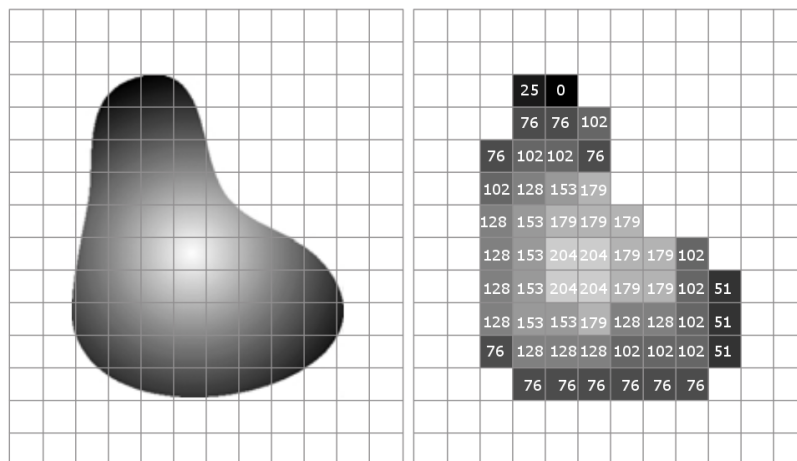 25 0
76 76 102
76 102 102 76
102 128 153 179
128 153 179 179 179
128 153 204 204 179 179 102
128 153 204 204 179 179 102 51
128 153 153 179 128 128 102 51
76 128 128 128 102 102 102 51
76 76 76 76 76 76